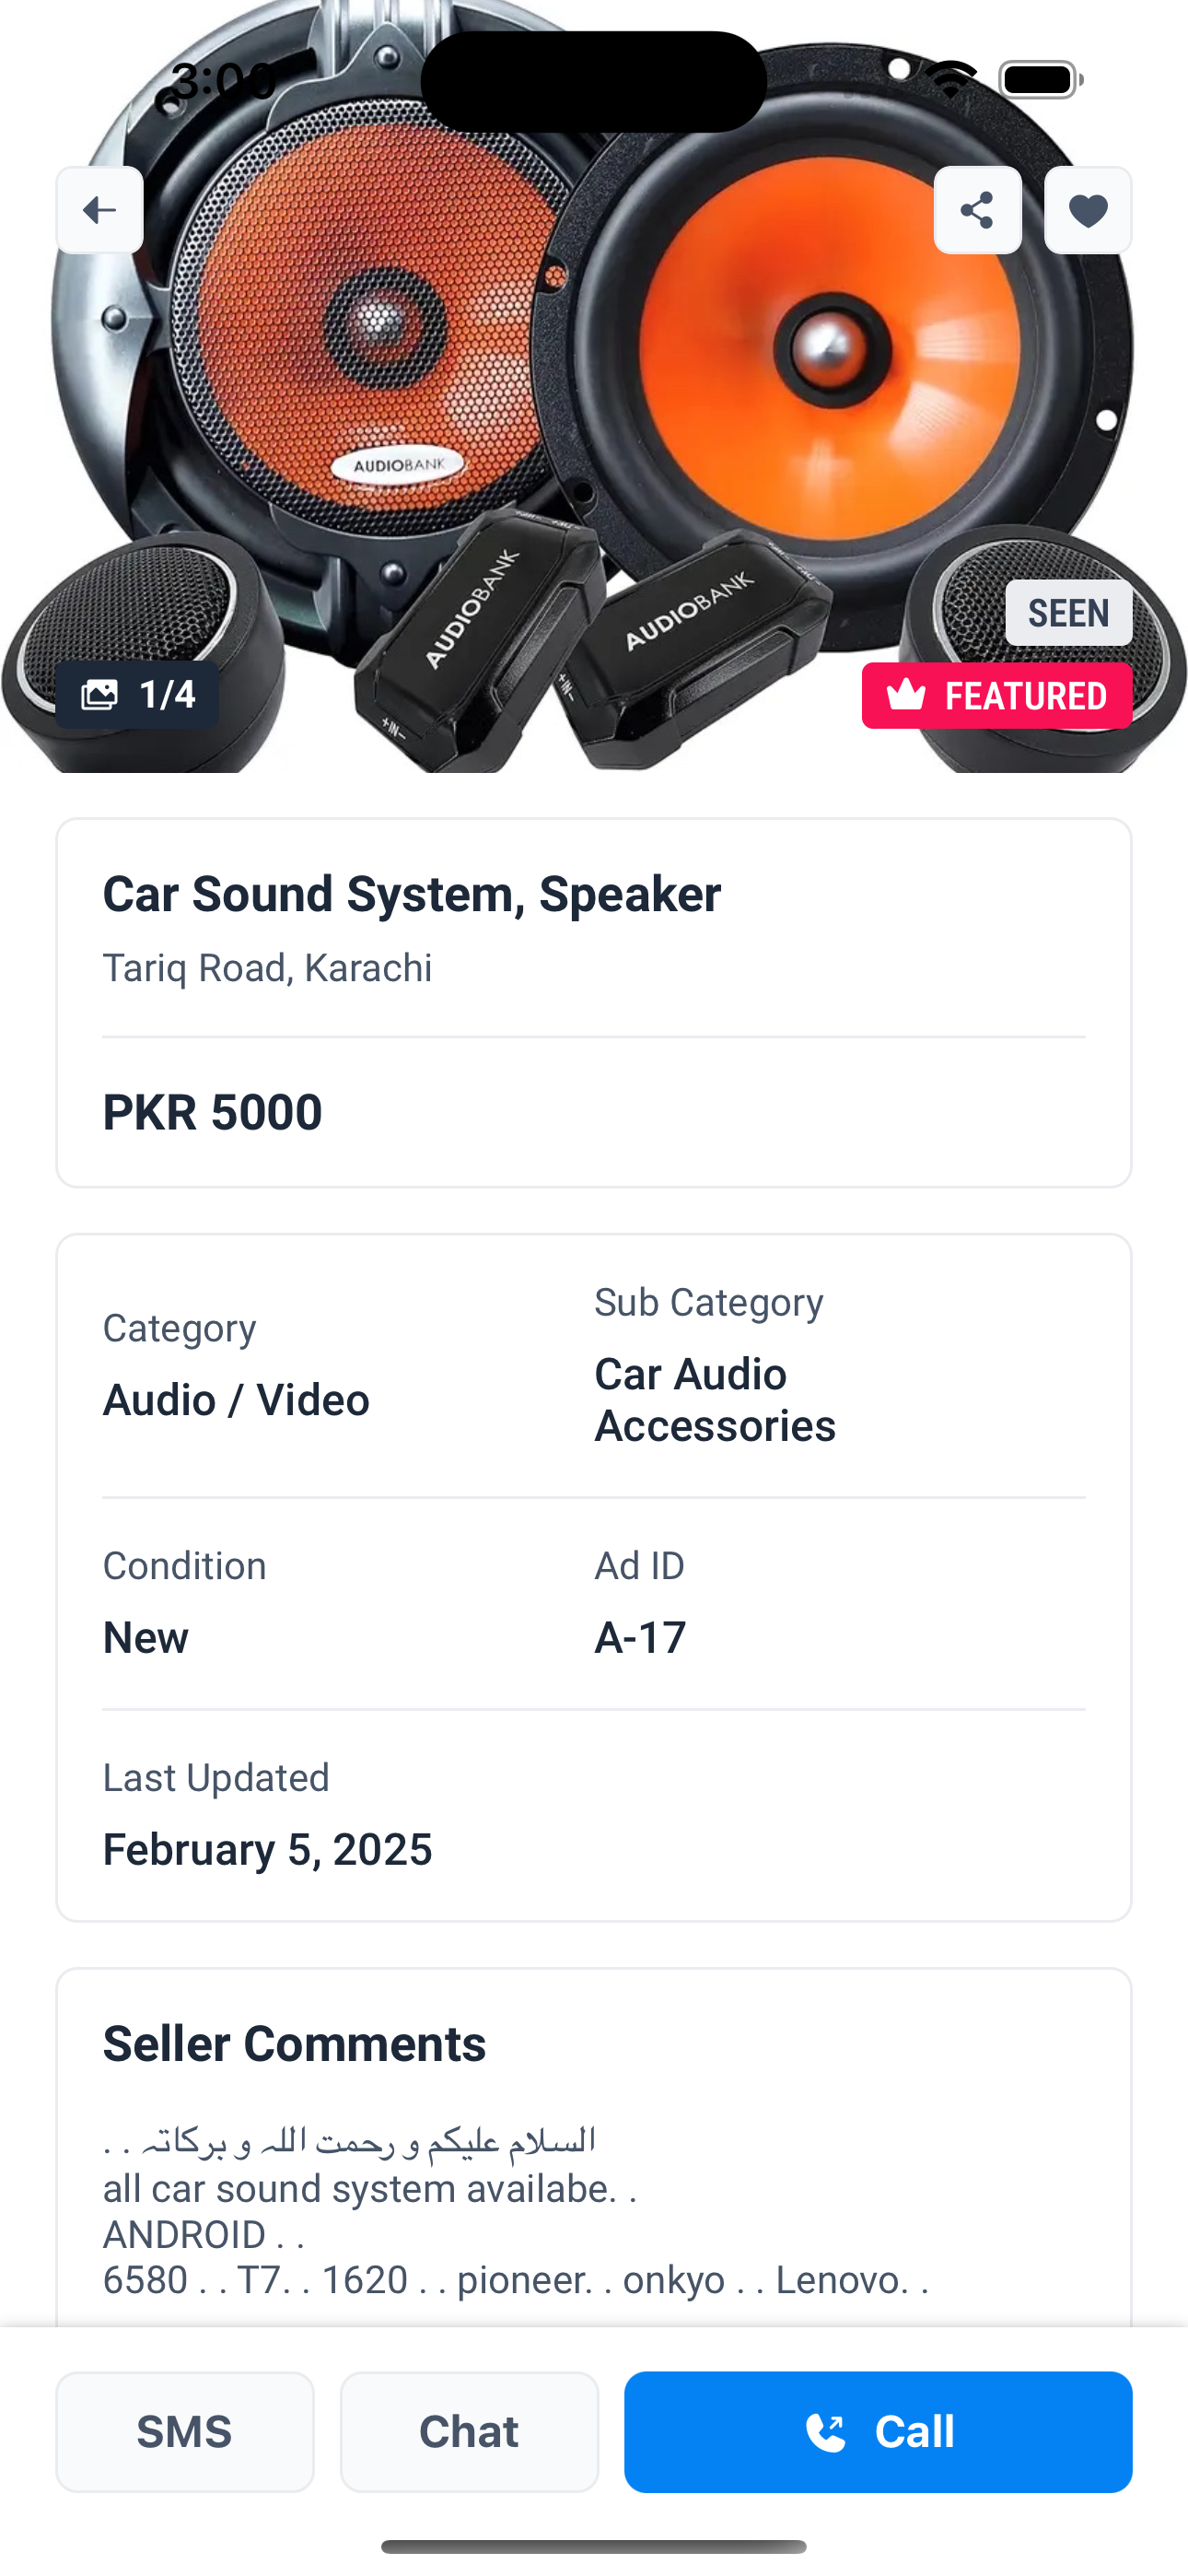 3:00
AUDIOBANK
AUDIOBANK
AUDIOBANK
+IN-
+IN-
SEEN
1/4
FEATURED
Car Sound System, Speaker
Tariq Road, Karachi
PKR 5000
Category
Audio / Video
Sub Category
Car Audio
Accessories
Condition
New
Ad ID
A-17
Last Updated
February 5, 2025
Seller Comments
السلام علیکم و رحمت اللہ و برکاتہ . .
all car sound system availabe. .
ANDROID . .
6580 . . T7. . 1620 . . pioneer. . onkyo . . Lenovo. .
SMS
Chat
Call